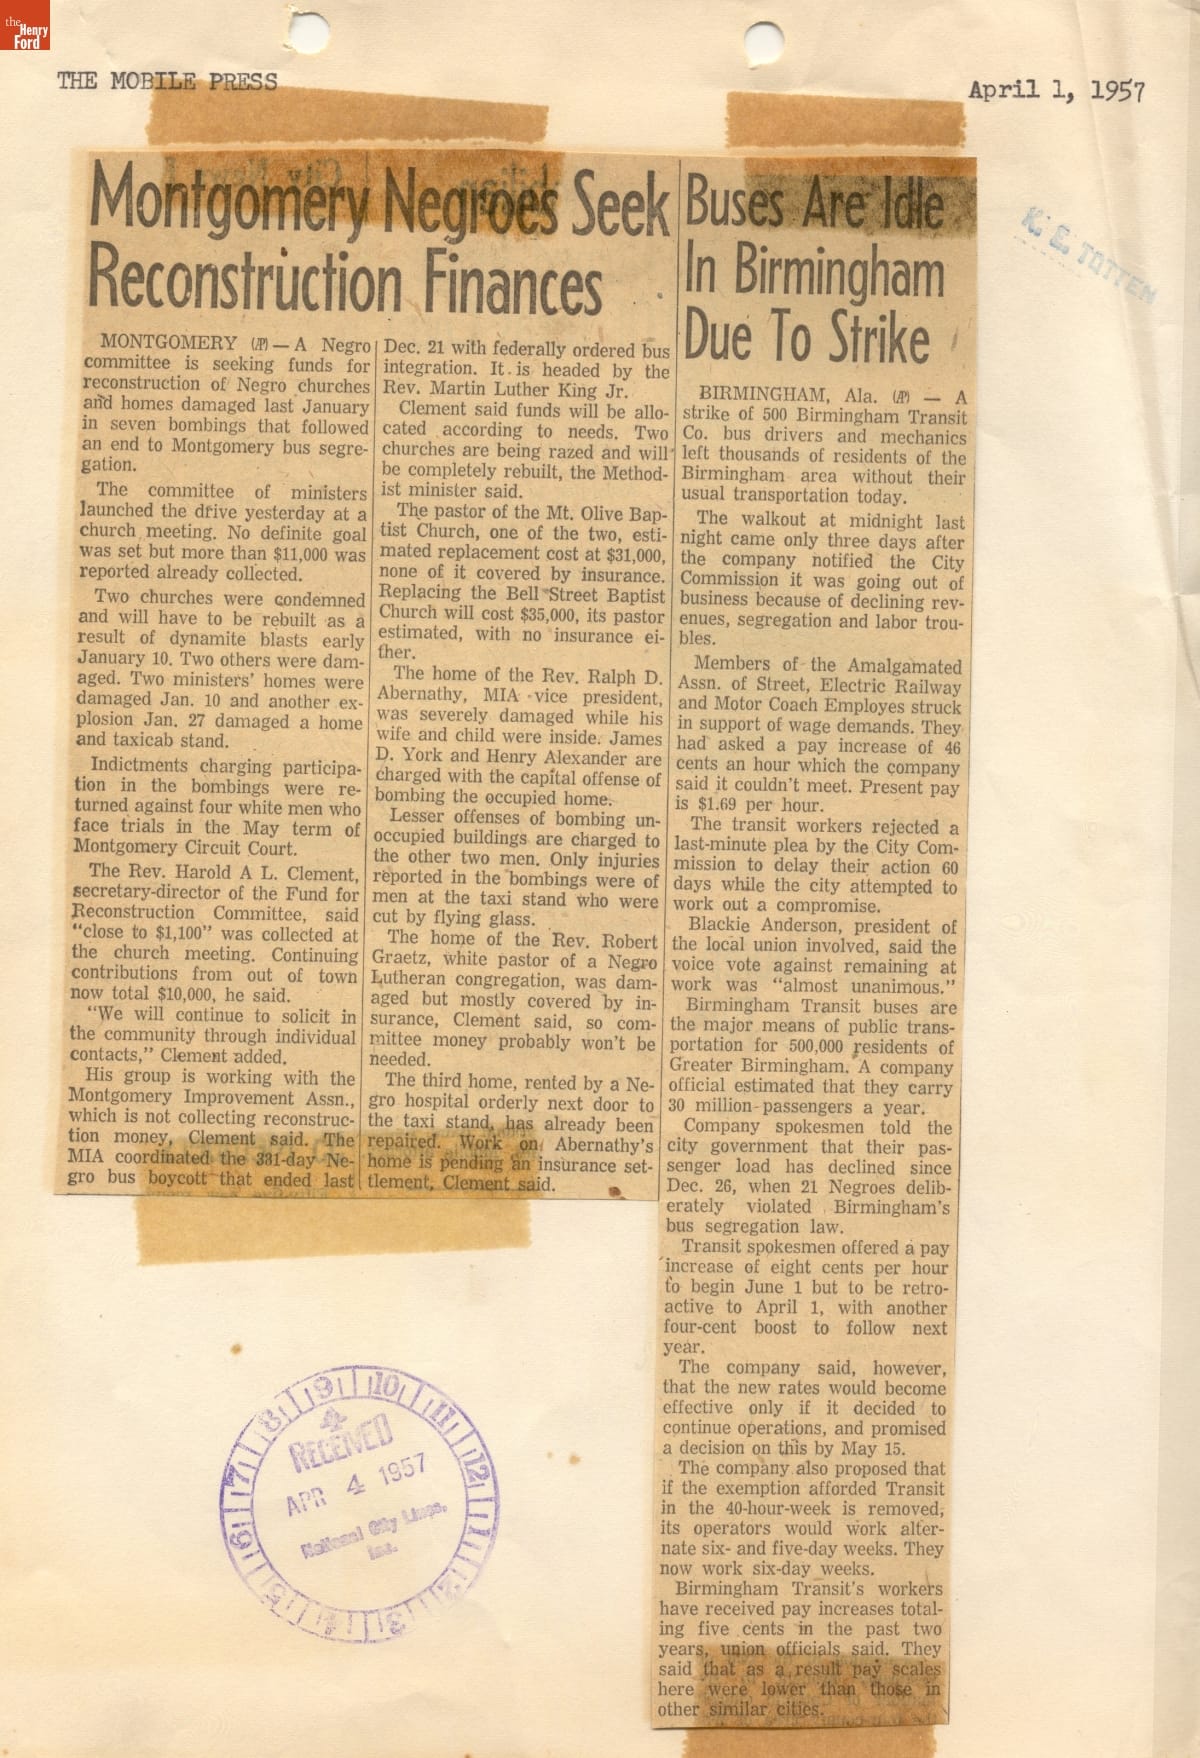 the
Henry
Ford
THE MOBILE PRESS
April 1, 1957
K. E. TOTTEN
Montgomery Negroes Seek
Reconstruction Finances
MONTGOMERY (AP) — A Negro
committee is seeking funds for
reconstruction of Negro churches
and homes damaged last January
in seven bombings that followed
an end to Montgomery bus segre-
gation.
The committee of ministers
launched the drive yesterday at a
church meeting. No definite goal
was set but more than $11,000 was
reported already collected.
Two churches were condemned
and will have to be rebuilt as a
result of dynamite blasts early
January 10. Two others were dam-
aged. Two ministers' homes were
damaged Jan. 10 and another ex-
plosion Jan. 27 damaged a home
and taxicab stand.
Indictments charging participa-
tion in the bombings were re-
turned against four white men who
face trials in the May term of
Montgomery Circuit Court.
The Rev. Harold A L. Clement,
secretary-director of the Fund for
Reconstruction Committee, said
"close to $1,100" was collected at
the church meeting. Continuing
contributions from out of town
now total $10,000, he said.
"We will continue to solicit in
the community through individual
contacts," Clement added.
His group is working with the
Montgomery Improvement Assn.,
which is not collecting reconstruc-
tion money, Clement said. The
MIA coordinated the 331-day Ne-
gro bus boycott that ended last
Dec. 21 with federally ordered bus
integration. It is headed by the
Rev. Martin Luther King Jr.
Clement said funds will be allo-
cated according to needs. Two
churches are being razed and will
be completely rebuilt, the Method-
ist minister said.
The pastor of the Mt. Olive Bap-
tist Church, one of the two, esti-
mated replacement cost at $31,000,
none of it covered by insurance.
Replacing the Bell Street Baptist
Church will cost $35,000, its pastor
estimated, with no insurance ei-
ther.
The home of the Rev. Ralph D.
Abernathy, MIA vice president,
was severely damaged while his
wife and child were inside. James
D. York and Henry Alexander are
charged with the capital offense of
bombing the occupied home.
Lesser offenses of bombing un-
occupied buildings are charged to
the other two men. Only injuries
reported in the bombings were of
men at the taxi stand who were
cut by flying glass.
The home of the Rev. Robert
Graetz, white pastor of a Negro
Lutheran congregation, was dam-
aged but mostly covered by in-
surance, Clement said, so com-
mittee money probably won't be
needed.
The third home, rented by a Ne-
gro hospital orderly next door to
the taxi stand, has already been
repaired. Work on Abernathy's
home is pending an insurance set-
tlement, Clement said.
Buses Are Idle
In Birmingham
Due To Strike
BIRMINGHAM, Ala. (AP) — A
strike of 500 Birmingham Transit
Co. bus drivers and mechanics
left thousands of residents of the
Birmingham area without their
usual transportation today.
The walkout at midnight last
night came only three days after
the company notified the City
Commission it was going out of
business because of declining rev-
enues, segregation and labor trou-
bles.
Members of the Amalgamated
Assn. of Street, Electric Railway
and Motor Coach Employes struck
in support of wage demands. They
had asked a pay increase of 46
cents an hour which the company
said it couldn't meet. Present pay
is $1.69 per hour.
The transit workers rejected a
last-minute plea by the City Com-
mission to delay their action 60
days while the city attempted to
work out a compromise.
Blackie Anderson, president of
the local union involved, said the
voice vote against remaining at
work was "almost unanimous."
Birmingham Transit buses are
the major means of public trans-
portation for 500,000 residents of
Greater Birmingham. A company
official estimated that they carry
30 million passengers a year.
Company spokesmen told the
city government that their pas-
senger load has declined since
Dec. 26, when 21 Negroes delib-
erately violated Birmingham's
bus segregation law.
Transit spokesmen offered a pay
increase of eight cents per hour
to begin June 1 but to be retro-
active to April 1, with another
four-cent boost to follow next
year.
The company said, however,
that the new rates would become
effective only if it decided to
continue operations, and promised
a decision on this by May 15.
The company also proposed that
if the exemption afforded Transit
in the 40-hour-week is removed,
its operators would work alter-
nate six- and five-day weeks. They
now work six-day weeks.
Birmingham Transit's workers
have received pay increases total-
ing five cents in the past two
years, union officials said. They
said that as a result pay scales
here were lower than those in
other similar cities.
8 9 10 11 12 1 2 3 4 5 6 7
4
RECEIVED
APR 4 1957
National City Lines,
Inc.